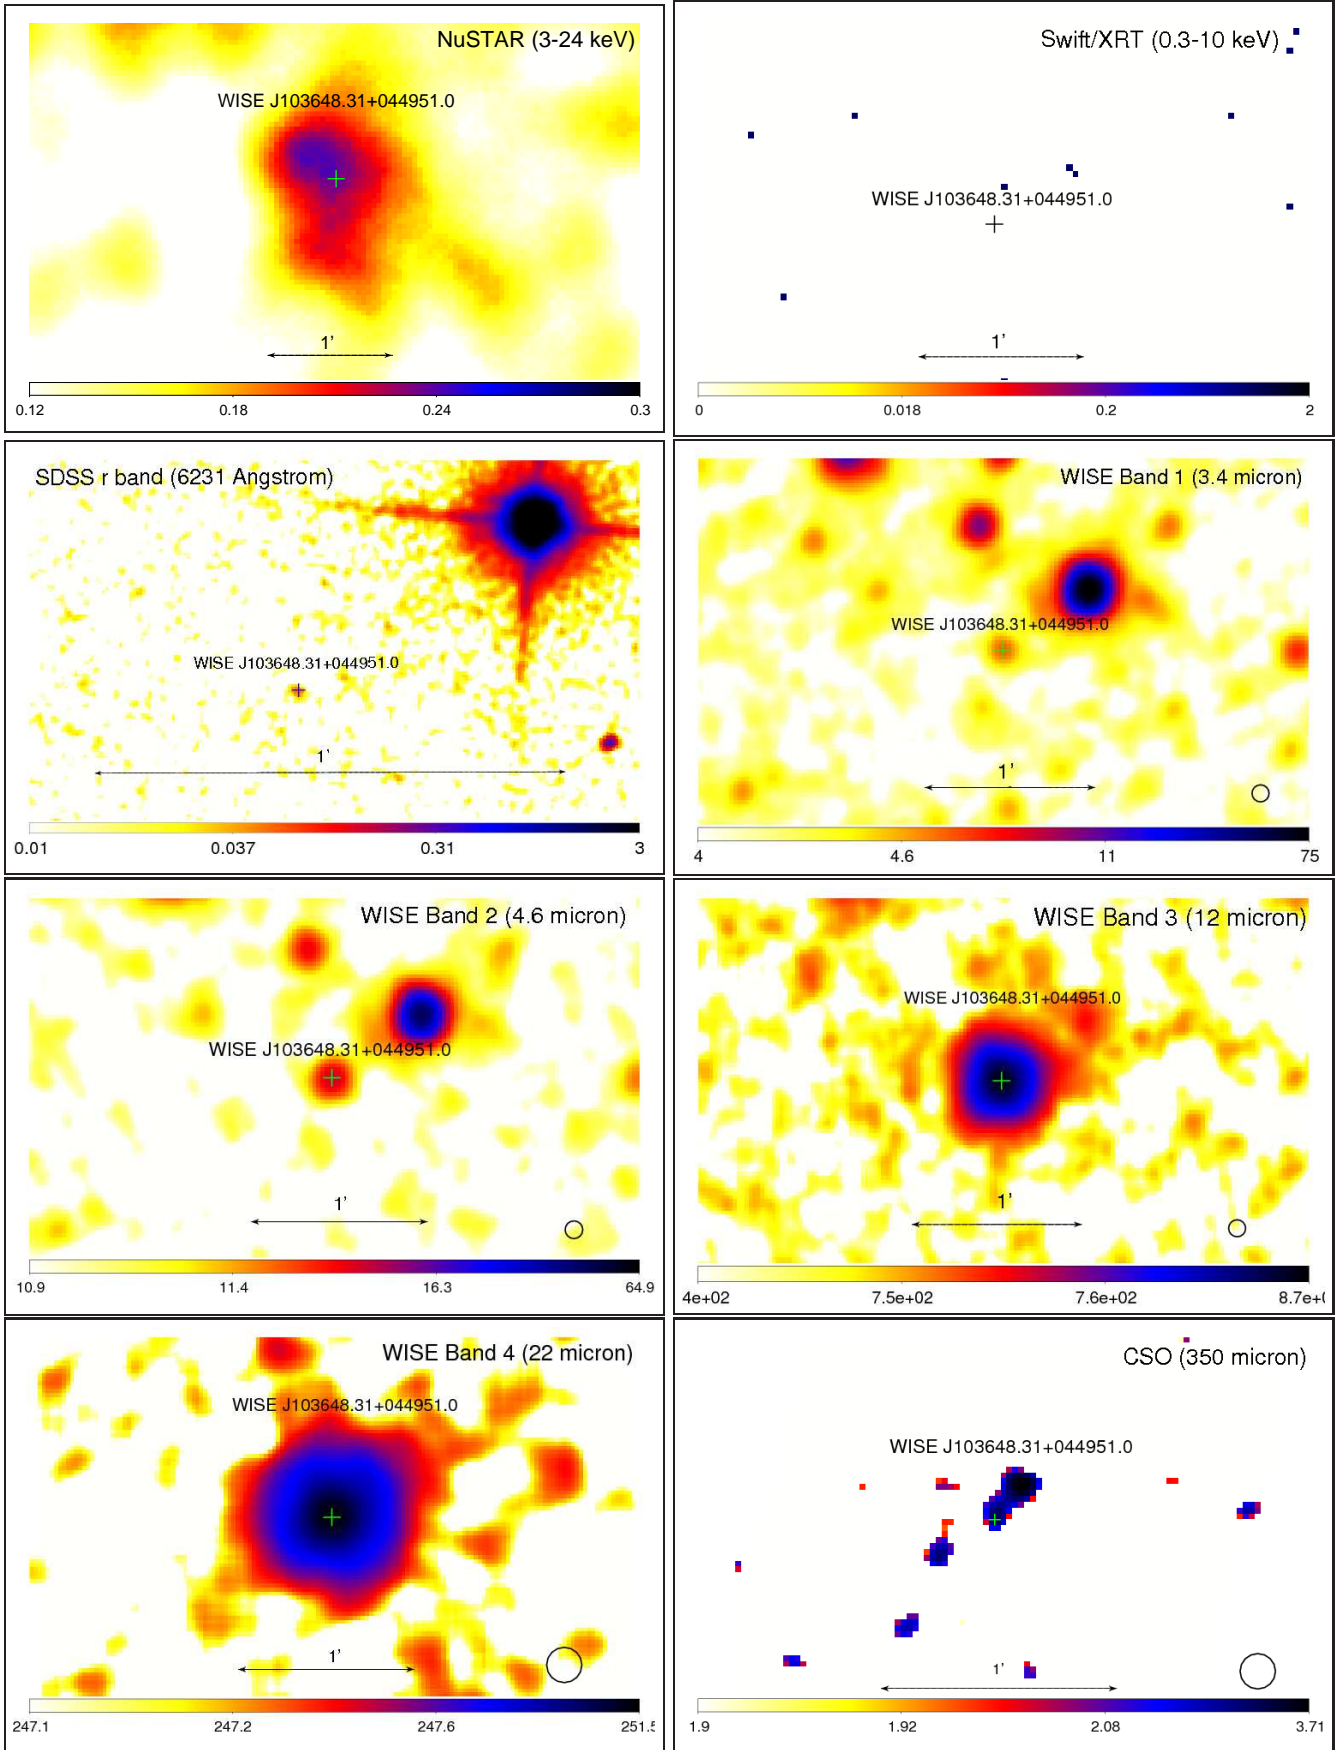 NuSTAR (3-24 keV)
WISE J103648.31+044951.0
1'
0.12 0.18 0.24 0.3
Swift/XRT (0.3-10 keV)
WISE J103648.31+044951.0
1'
0 0.018 0.2 2
SDSS r band (6231 Angstrom)
WISE J103648.31+044951.0
1'
0.01 0.037 0.31 3
WISE Band 1 (3.4 micron)
WISE J103648.31+044951.0
1'
4 4.6 11 75
WISE Band 2 (4.6 micron)
WISE J103648.31+044951.0
1'
10.9 11.4 16.3 64.9
WISE Band 3 (12 micron)
WISE J103648.31+044951.0
1'
4e+02 7.5e+02 7.6e+02 8.7e+(
WISE Band 4 (22 micron)
WISE J103648.31+044951.0
1'
247.1 247.2 247.6 251.5
CSO (350 micron)
WISE J103648.31+044951.0
1'
1.9 1.92 2.08 3.71